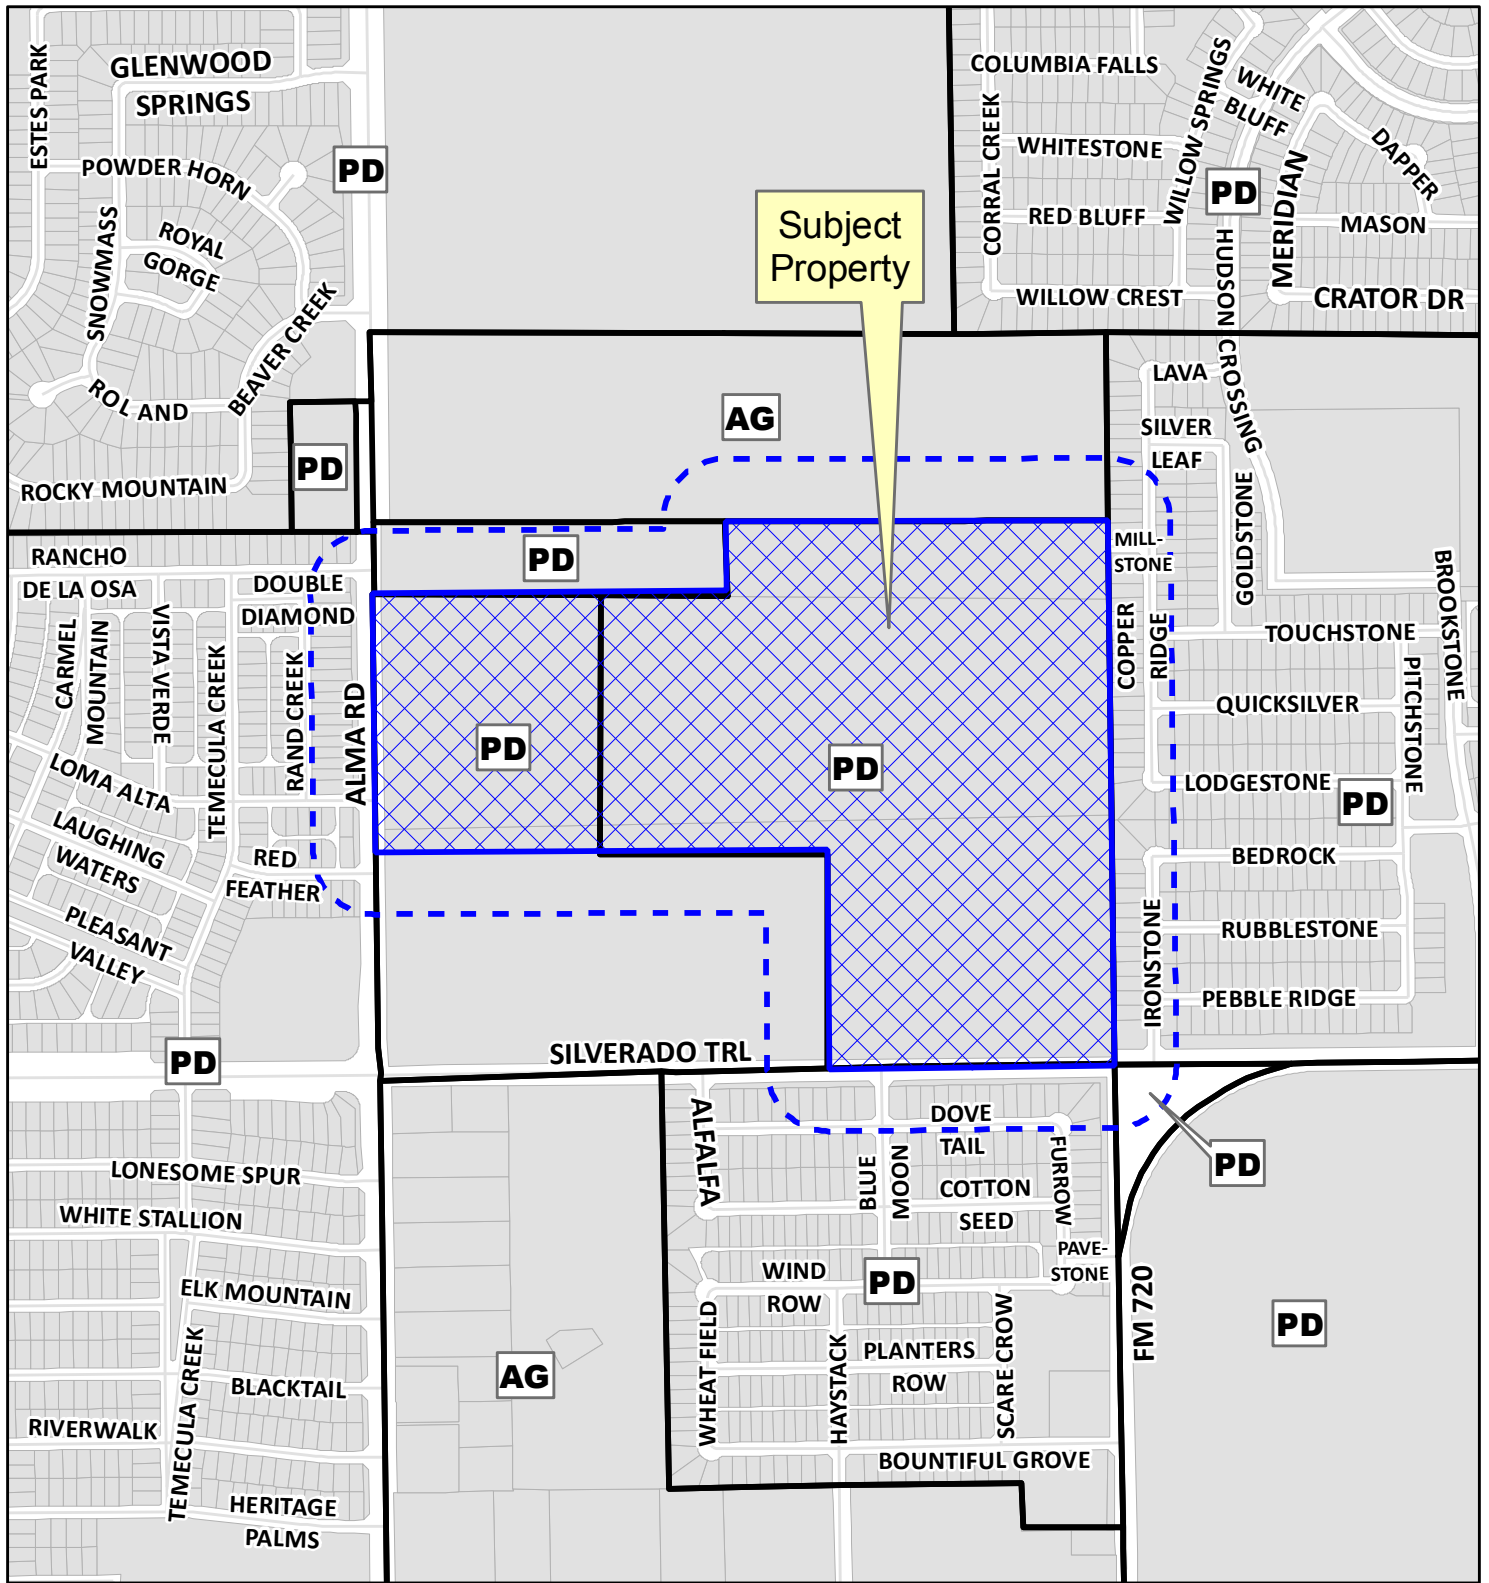 GLENWOOD
SPRINGS
ESTES PARK
POWDER HORN
PD
ROYAL
GORGE
SNOWMASS
BEAVER CREEK
ROLAND
ROCKY MOUNTAIN
PD
COLUMBIA FALLS
WILLOW SPRINGS
WHITE
BLUFF
CORRAL CREEK
WHITESTONE
DAPPER
PD
MERIDIAN
RED BLUFF
MASON
WILLOW CREST
CRATOR DR
HUDSON CROSSING
Subject
Property
AG
LAVA
SILVER
LEAF
GOLDSTONE
MILL-
STONE
BROOKSTONE
RANCHO
DE LA OSA
DOUBLE
DIAMOND
PD
CARMEL
MOUNTAIN
VISTA VERDE
TEMECULA CREEK
RAND CREEK
ALMA RD
PD
PD
COPPER
RIDGE
TOUCHSTONE
PITCHSTONE
QUICKSILVER
LODGESTONE
PD
LOMA ALTA
LAUGHING
WATERS
RED
FEATHER
PLEASANT
VALLEY
BEDROCK
IRONSTONE
RUBBLESTONE
PEBBLE RIDGE
PD
SILVERADO TRL
ALFALFA
DOVE
TAIL
BLUE
MOON
FURROW
COTTON
SEED
PD
LONESOME SPUR
WHITE STALLION
ELK MOUNTAIN
TEMECULA CREEK
BLACKTAIL
RIVERWALK
HERITAGE
PALMS
AG
WIND
ROW
PD
PAVE-
STONE
WHEAT FIELD
HAYSTACK
PLANTERS
ROW
SCARE CROW
BOUNTIFUL GROVE
FM 720
PD